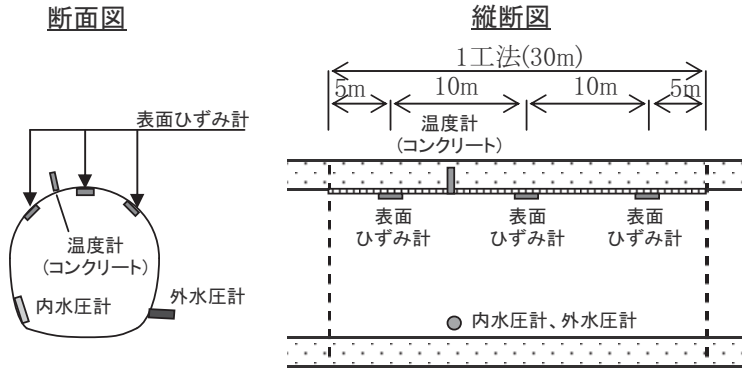 断面図
表面ひずみ計
温度計
(コンクリート)
内水圧計
外水圧計
縦断図
1工法(30m)
5m
10m
10m
5m
温度計
(コンクリート)
表面
ひずみ計
表面
ひずみ計
表面
ひずみ計
内水圧計、外水圧計